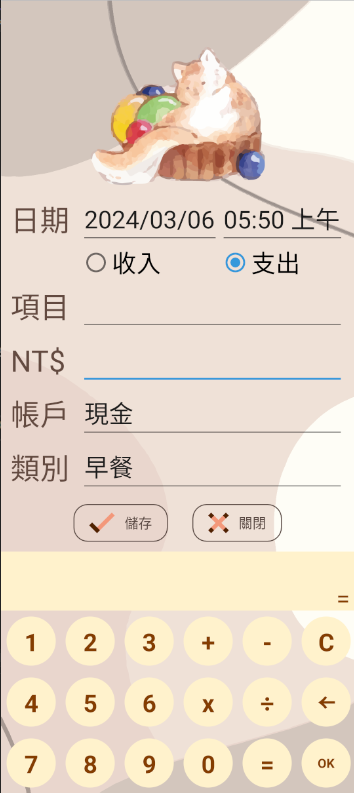 日期 2024/03/06 05:50 上午
收入 支出
項目
NT$
帳戶 現金
類別 早餐
儲存 關閉
=
1 2 3 + - C
4 5 6 x ÷ ←
7 8 9 0 = OK